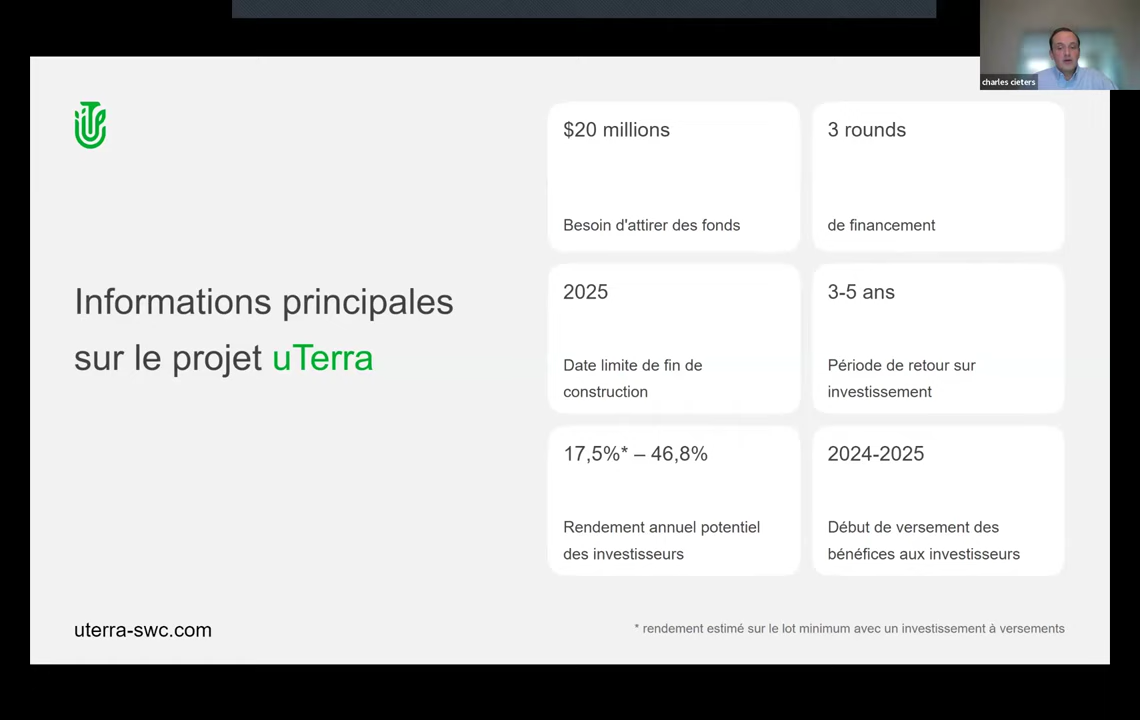 charles cieters
Informations principales
sur le projet uTerra
$20 millions
Besoin d'attirer des fonds
3 rounds
de financement
2025
Date limite de fin de
construction
3-5 ans
Période de retour sur
investissement
17,5%* – 46,8%
Rendement annuel potentiel
des investisseurs
2024-2025
Début de versement des
bénéfices aux investisseurs
uterra-swc.com
* rendement estimé sur le lot minimum avec un investissement à versements